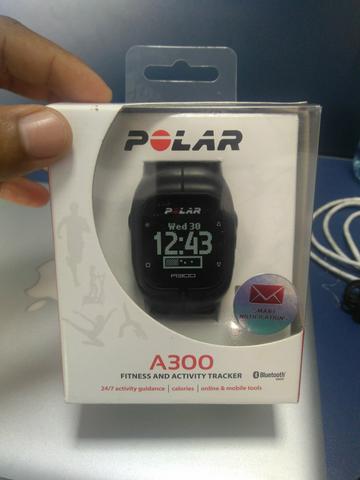 POLAR
POLAR
Wed 30
12:43
A300
SMART
NOTIFICATION
A300
FITNESS AND ACTIVITY TRACKER
Bluetooth
24/7 activity guidance | calories | online & mobile tools